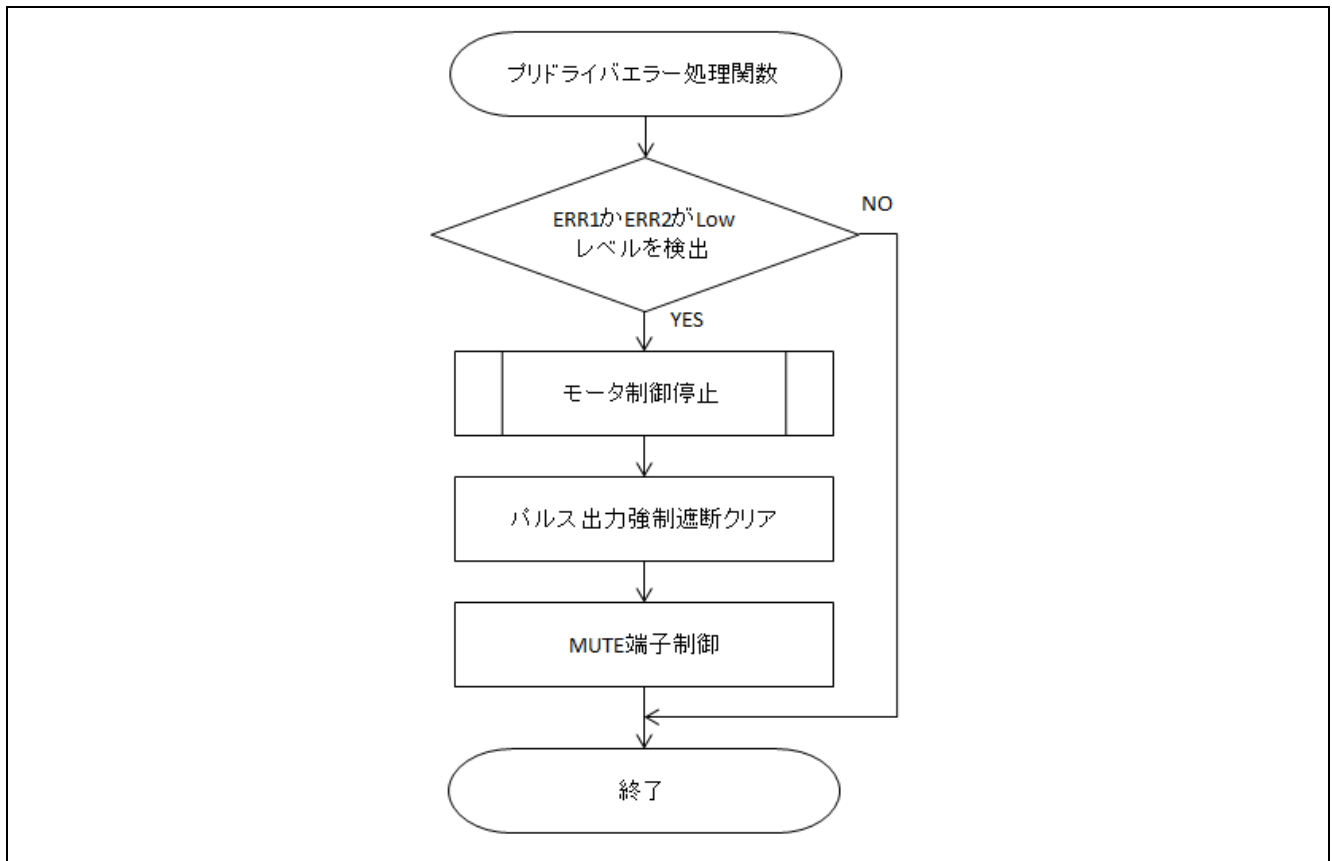 プリドライバエラー処理関数
ERR1かERR2がLow
レベルを検出
NO
YES
モータ制御停止
パルス出力強制遮断クリア
MUTE端子制御
終了